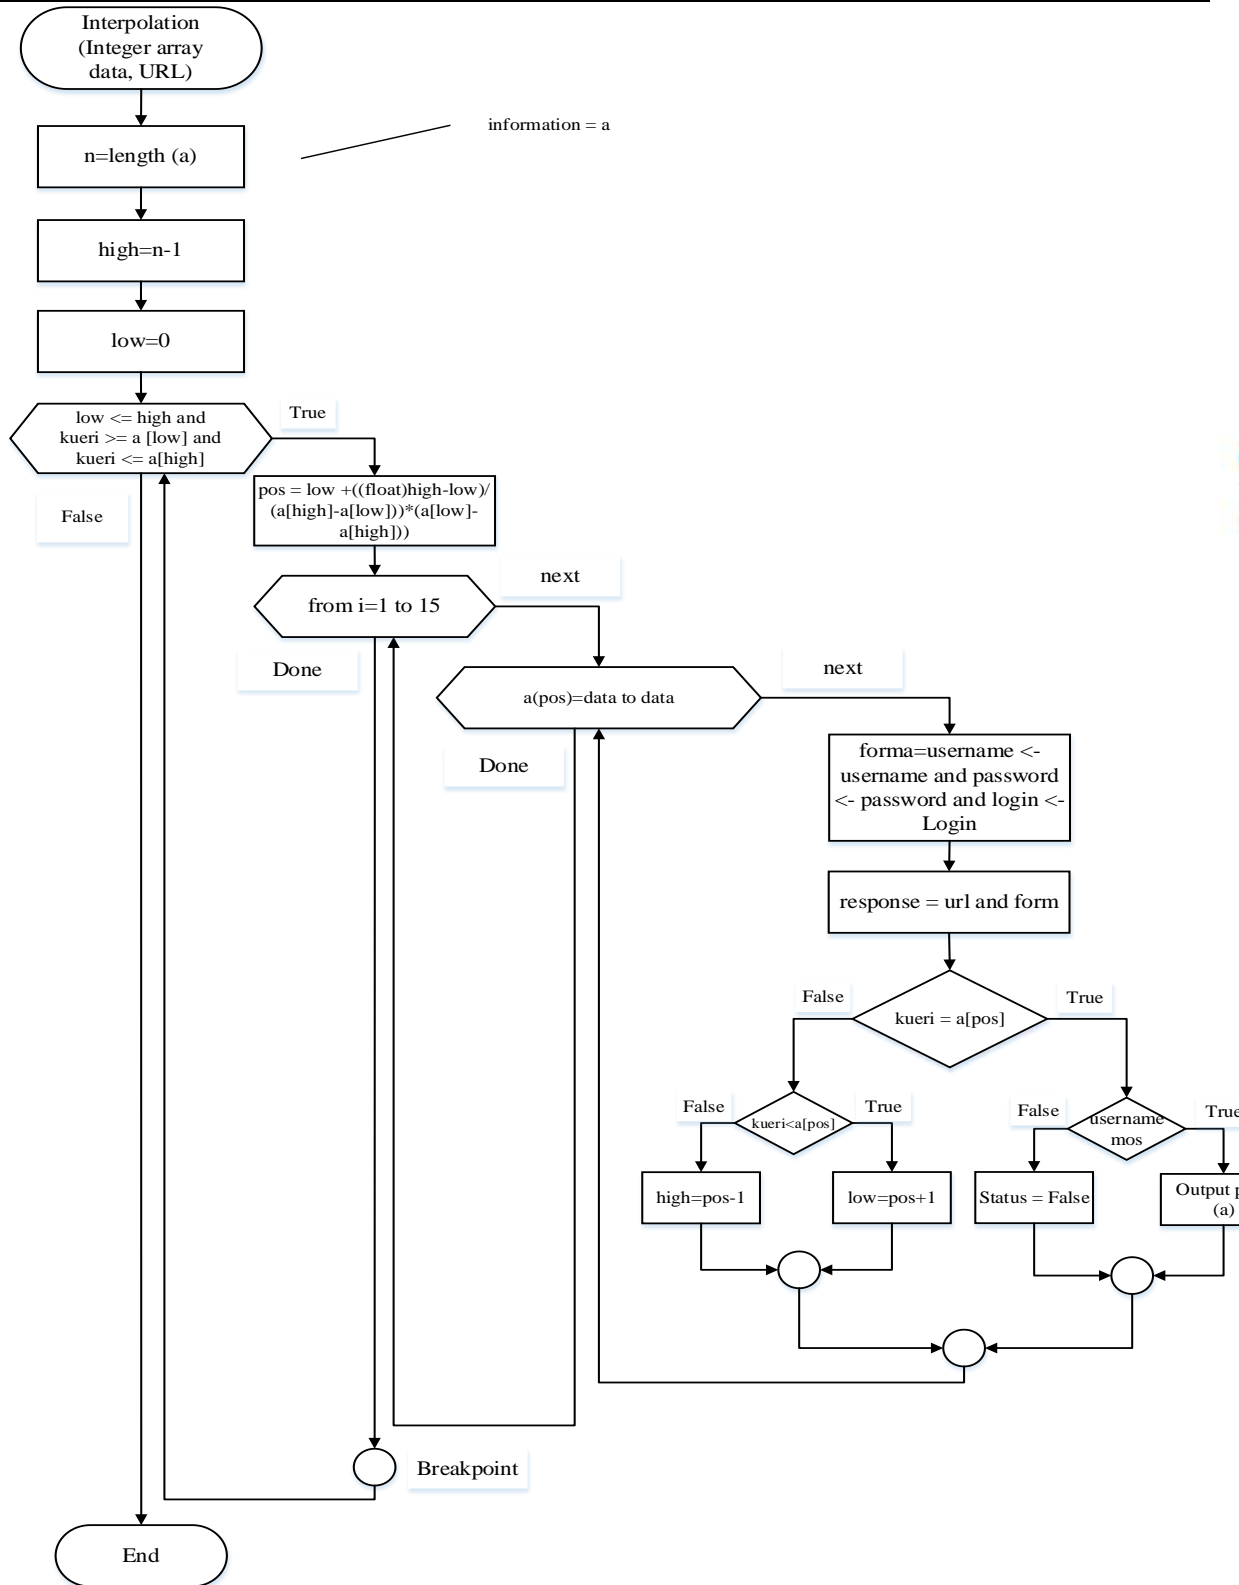 Interpolation
(Integer array
data, URL)
information = a
n=length (a)
high=n-1
low=0
low <= high and
kueri >= a [low] and
kueri <= a[high]
True
False
pos = low +((float)high-low)/
(a[high]-a[low]))*(a[low]-
a[high]))
from i=1 to 15
next
Done
a(pos)=data to data
next
Done
forma=username <-
username and password
<- password and login <-
Login
response = url and form
kueri = a[pos]
False
True
kueri<a[pos]
False
True
username
mos
False
True
high=pos-1
low=pos+1
Status = False
Output
(a)
Breakpoint
End